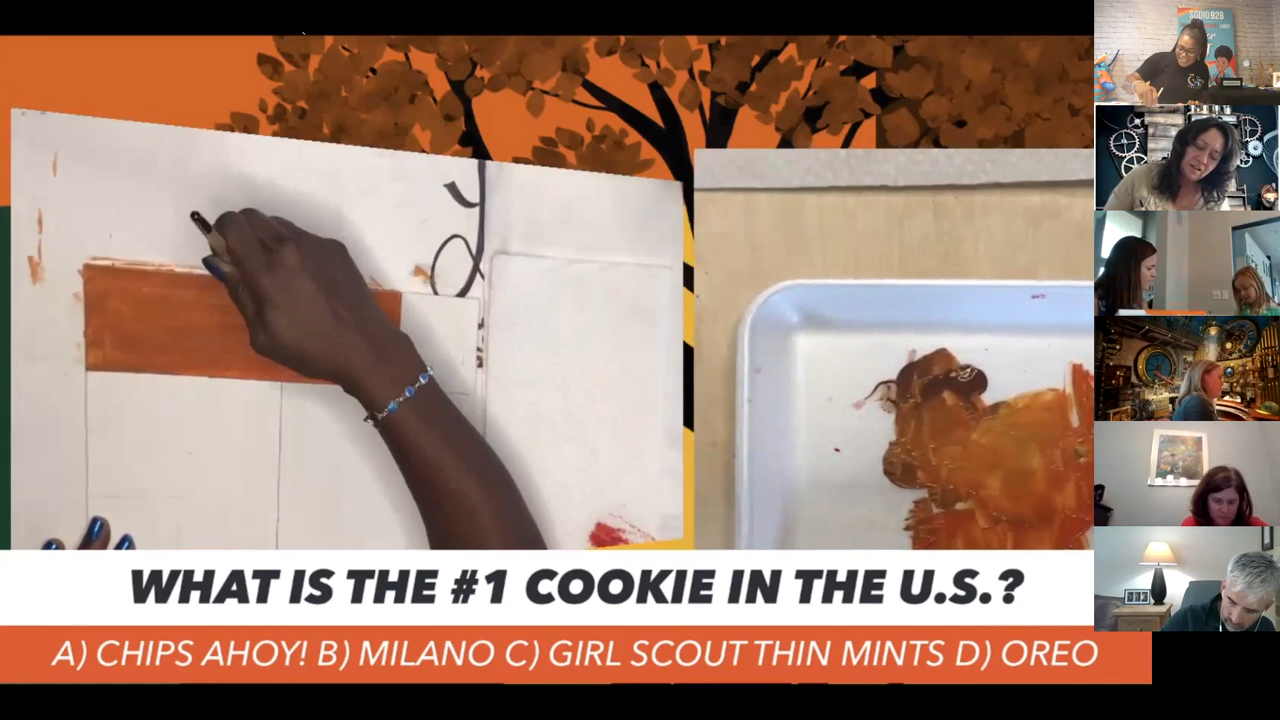 WHAT IS THE #1 COOKIE IN THE U.S.?
A) CHIPS AHOY! B) MILANO C) GIRL SCOUT THIN MINTS D) OREO